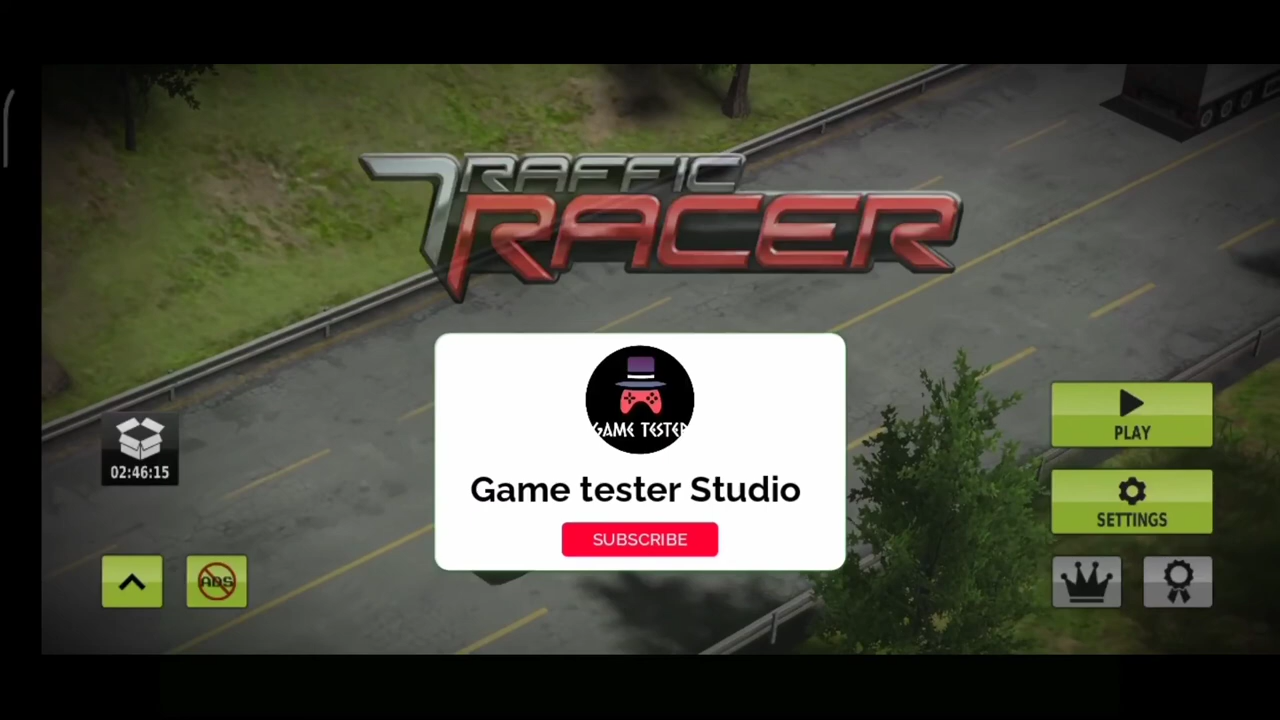 TRAFFIC
RACER
GAME TESTER
Game tester Studio
SUBSCRIBE
02:46:15
ADS
PLAY
SETTINGS